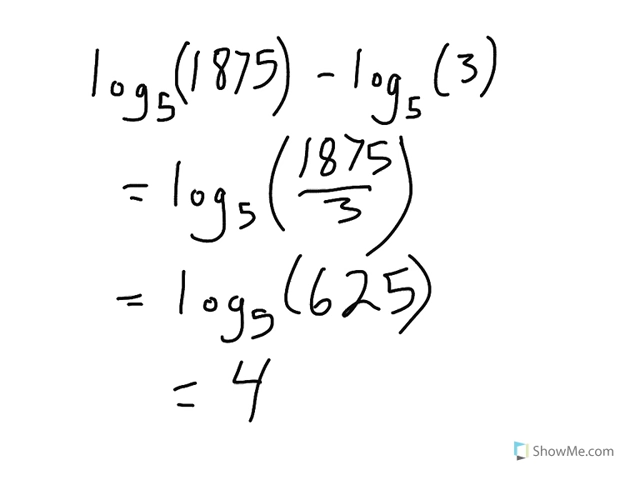 log₅(1875) - log₅(3)
= log₅(1875/3)
= log₅(625)
= 4
ShowMe.com